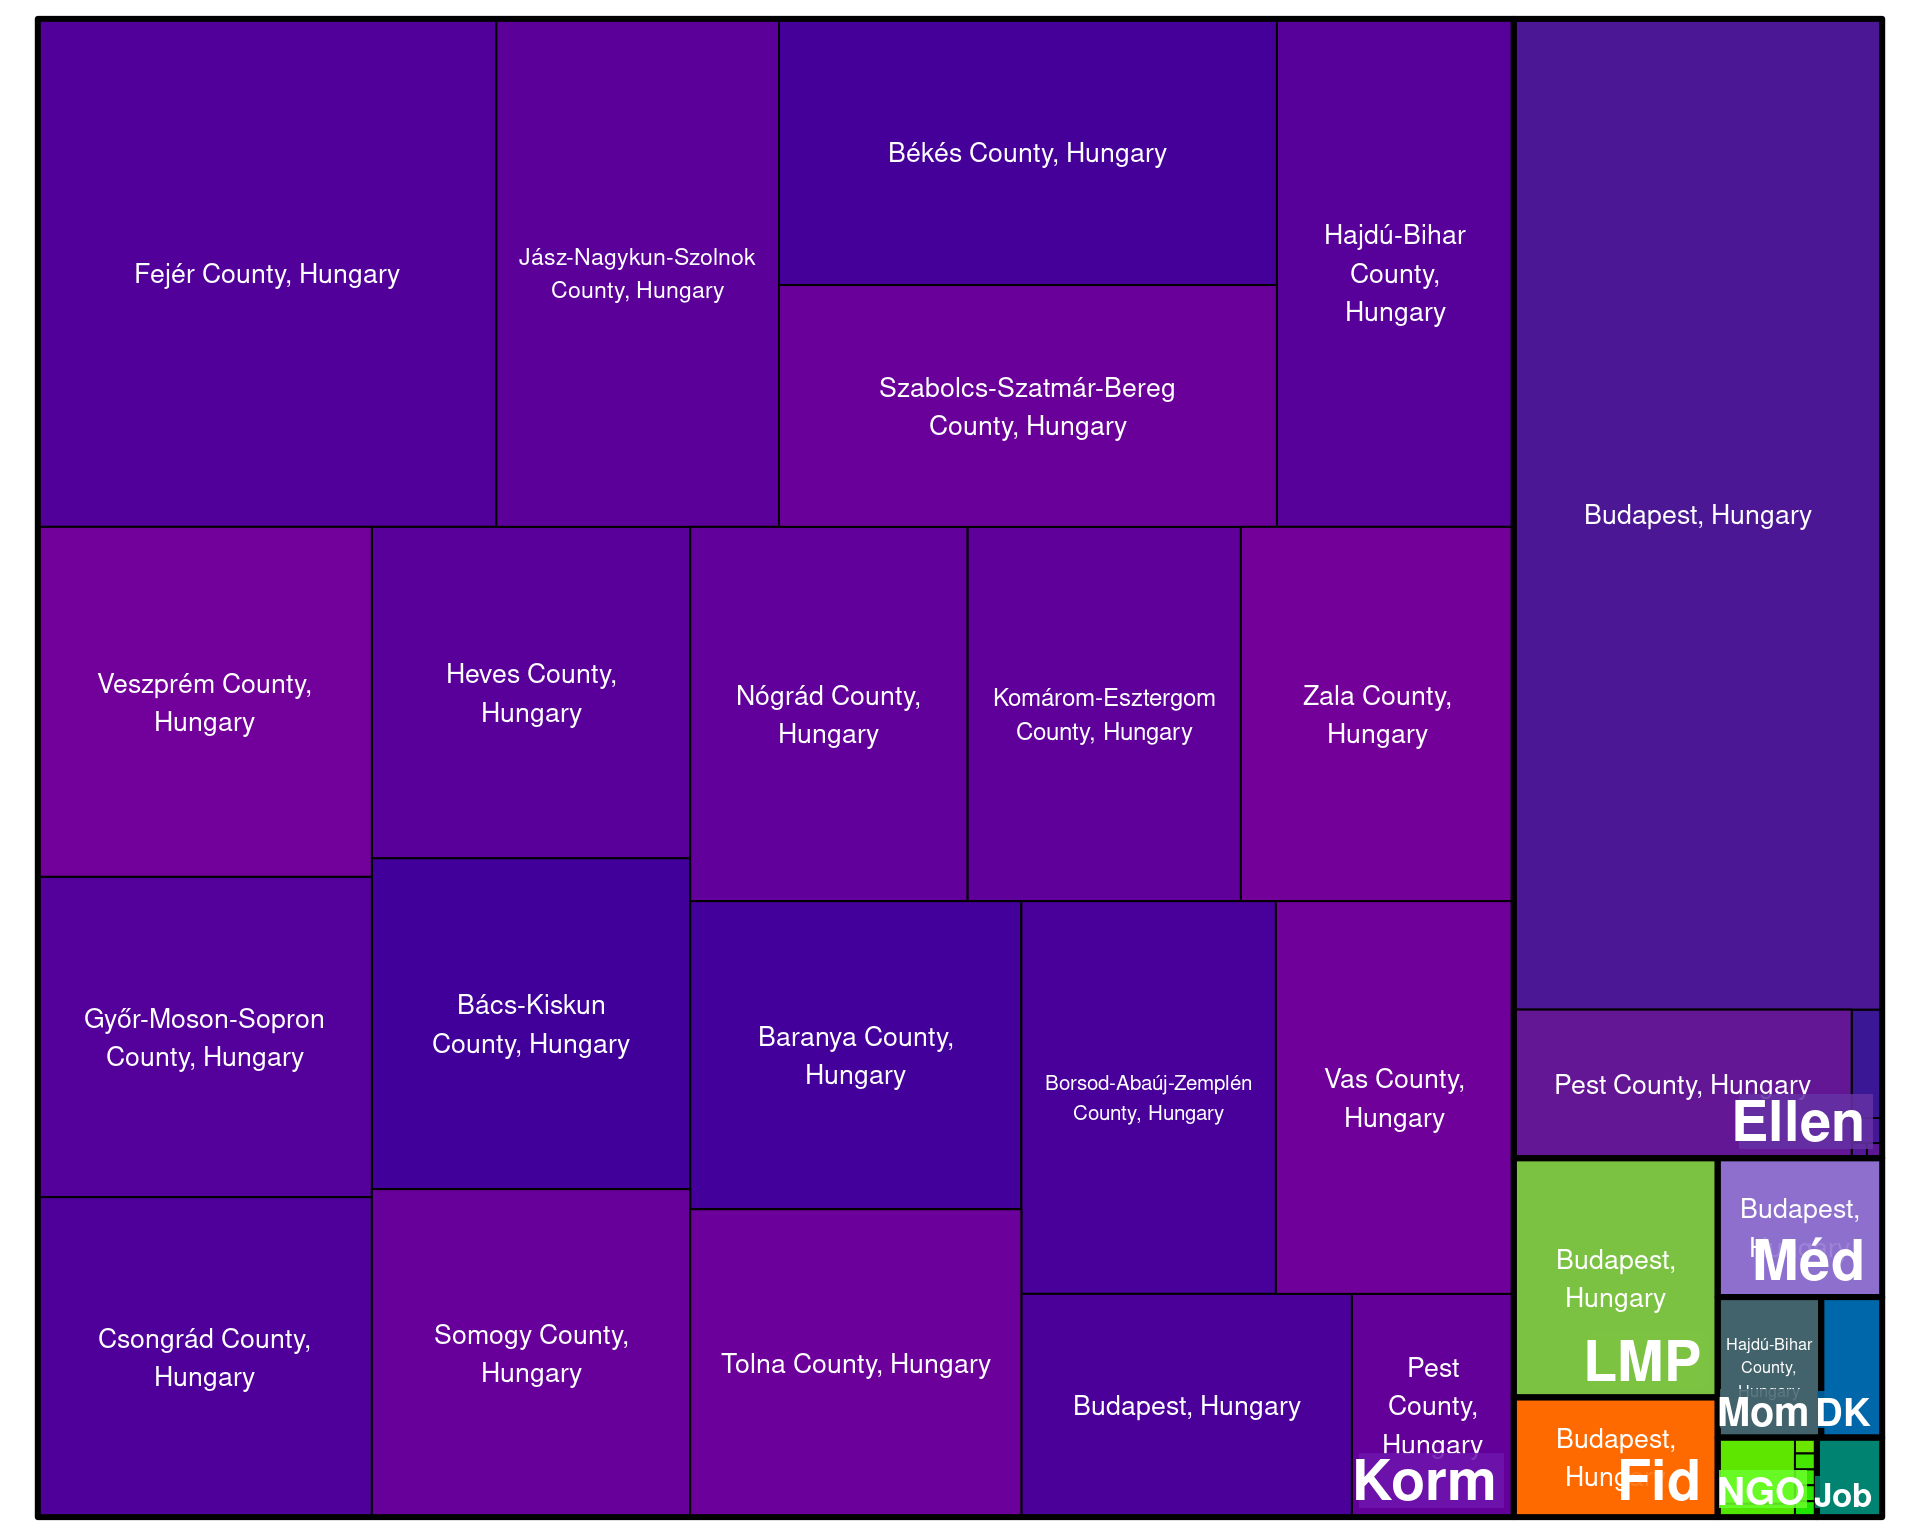 Fejér County, Hungary
Jász-Nagykun-Szolnok
County, Hungary
Békés County, Hungary
Szabolcs-Szatmár-Bereg
County, Hungary
Hajdú-Bihar
County,
Hungary
Veszprém County,
Hungary
Heves County,
Hungary
Nógrád County,
Hungary
Komárom-Esztergom
County, Hungary
Zala County,
Hungary
Győr-Moson-Sopron
County, Hungary
Bács-Kiskun
County, Hungary
Baranya County,
Hungary
Borsod-Abaúj-Zemplén
County, Hungary
Vas County,
Hungary
Csongrád County,
Hungary
Somogy County,
Hungary
Tolna County, Hungary
Budapest, Hungary
Pest
County,
Hungary
Korm
Budapest, Hungary
Pest County, Hungary
Ellen
Budapest,
Hungary
LMP
Budapest,
Hungary
Méd
Hajdú-Bihar
County,
Hungary
Mom
DK
Budapest,
Hungary
Fid
NGO
Job